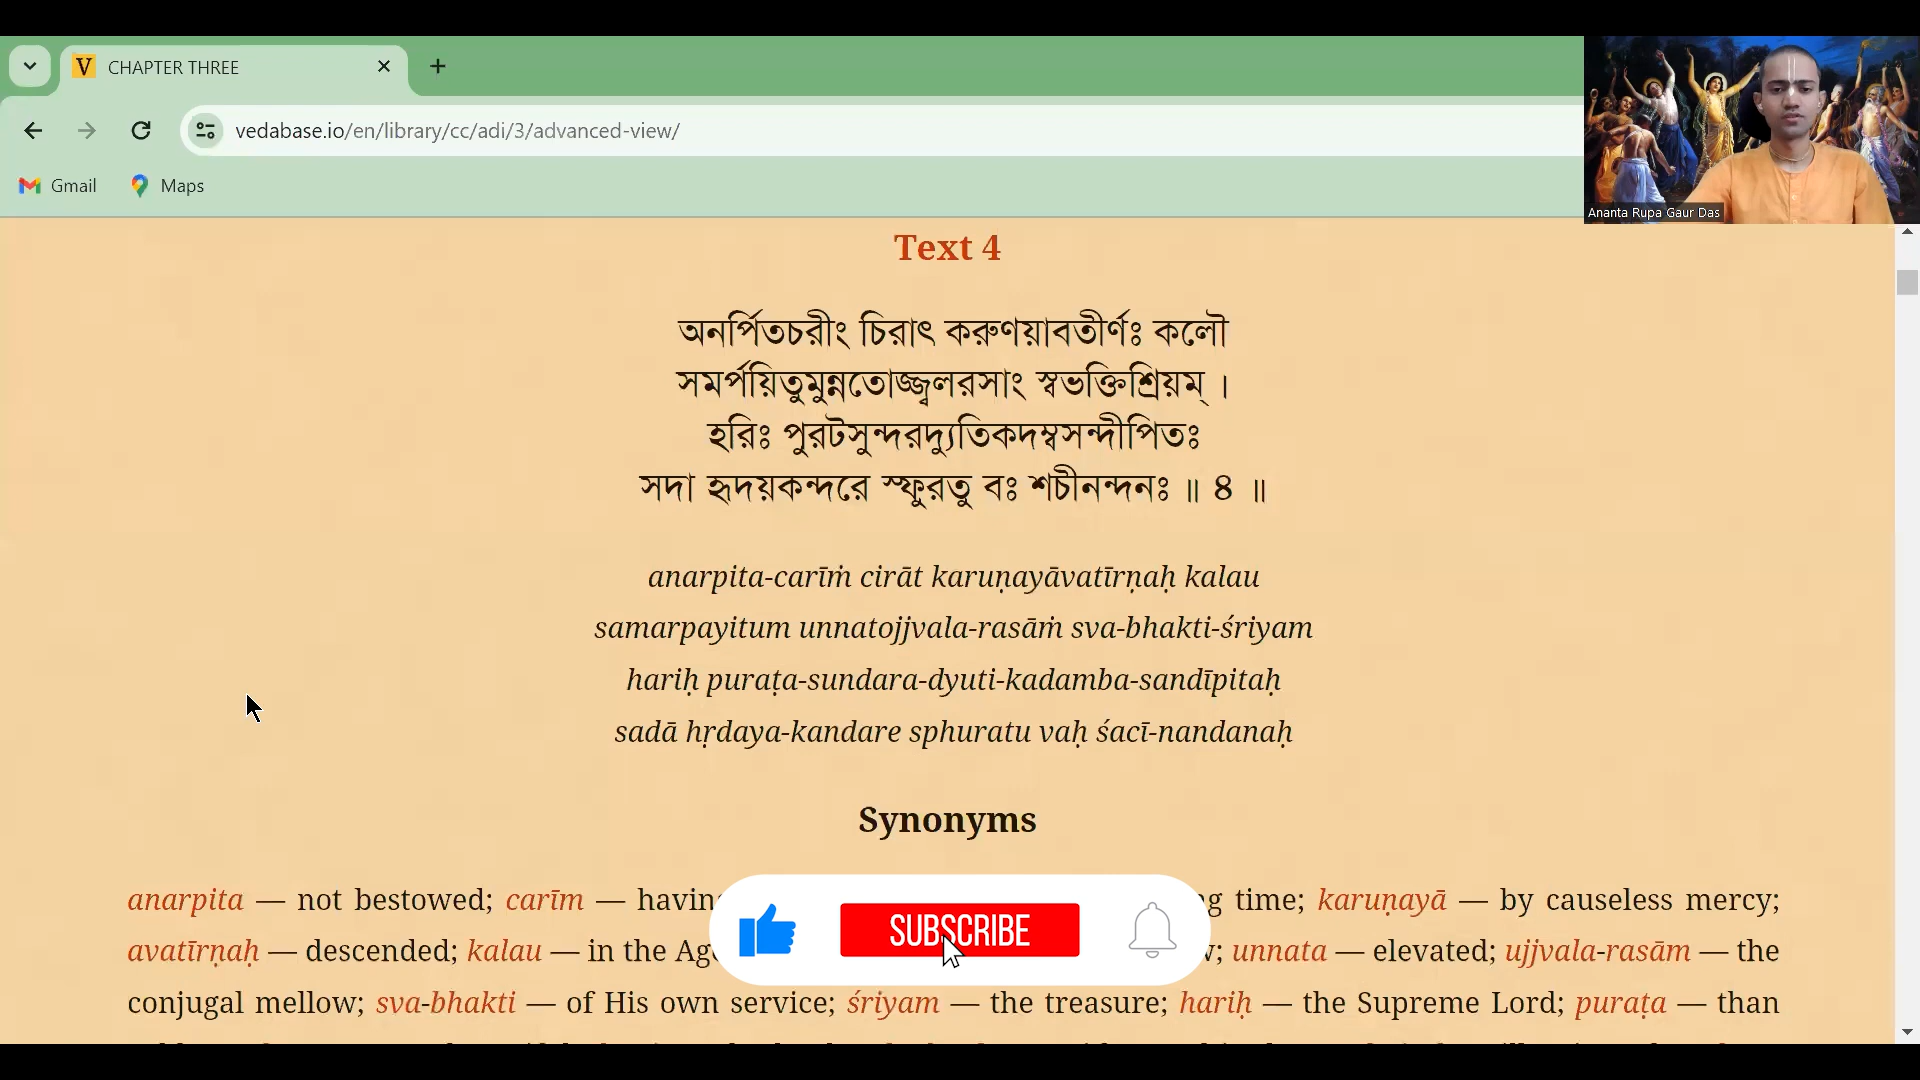 CHAPTER THREE
vedabase.io/en/library/cc/adi/3/advanced-view/
Gmail
Maps
Ananta Rupa Gaur Das
Text 4
অনর্পিতচরীং চিরাৎ করুণয়াবতীর্ণঃ কলৌ
সমর্পয়িতুমুন্নতোজ্জ্বলরসাং স্বভক্তিশ্রিয়ম্ ।
হরিঃ পুরটসুন্দরদ্যুতিকদম্বসন্দীপিতঃ
সদা হৃদয়কন্দরে স্ফূরতু বঃ শচীনন্দনঃ ॥ ৪ ॥
anarpita-carīṁ cirāt karuṇayāvatīrṇaḥ kalau
samarpayitum unnatojjvala-rasāṁ sva-bhakti-śriyam
hariḥ puraṭa-sundara-dyuti-kadamba-sandīpitaḥ
sadā hṛdaya-kandare sphuratu vaḥ śacī-nandanaḥ
Synonyms
anarpita — not bestowed; carīm — time; karuṇayā — by causeless mercy;
avatīrṇaḥ — descended; kalau — in the unnata — elevated; ujjvala-rasām — the
SUBSCRIBE
conjugal mellow; sva-bhakti — of His own service; śriyam — the treasure; hariḥ — the Supreme Lord; puraṭa — than